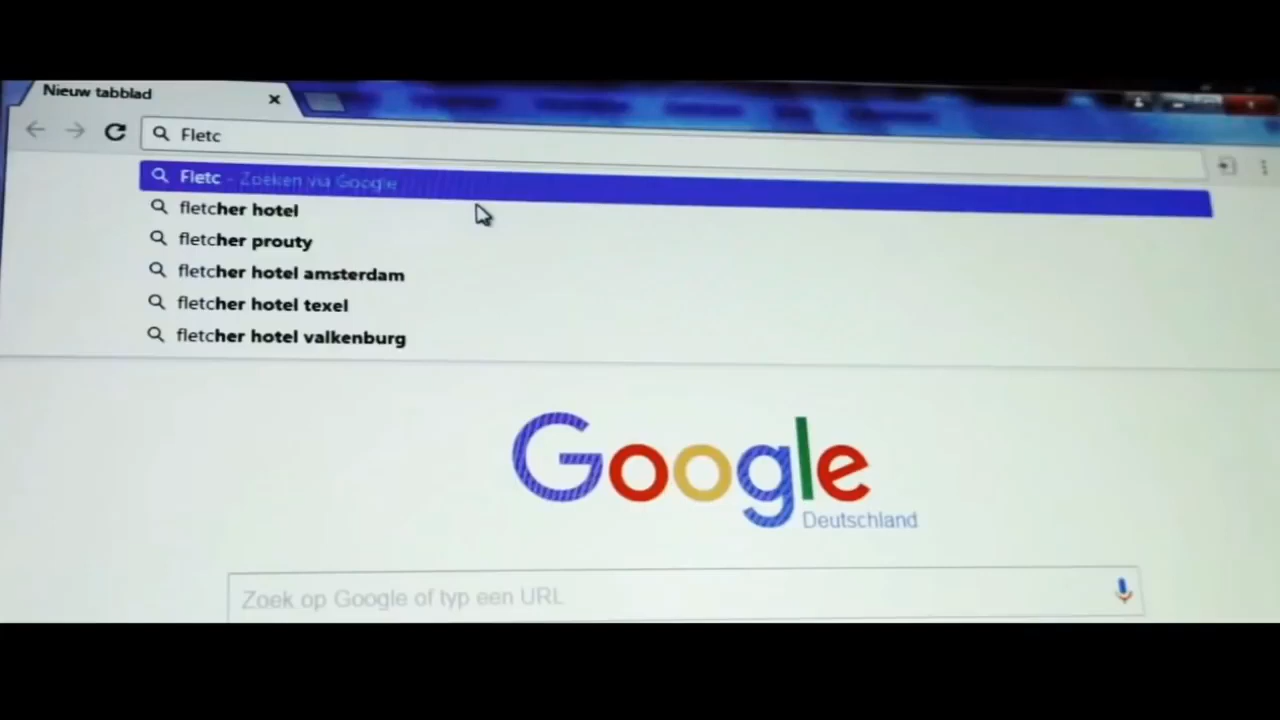 Nieuw tabblad
Fletc
Fletc - Zoeken via Google
fletcher hotel
fletcher prouty
fletcher hotel amsterdam
fletcher hotel texel
fletcher hotel valkenburg
Google
Deutschland
Zoek op Google of typ een URL